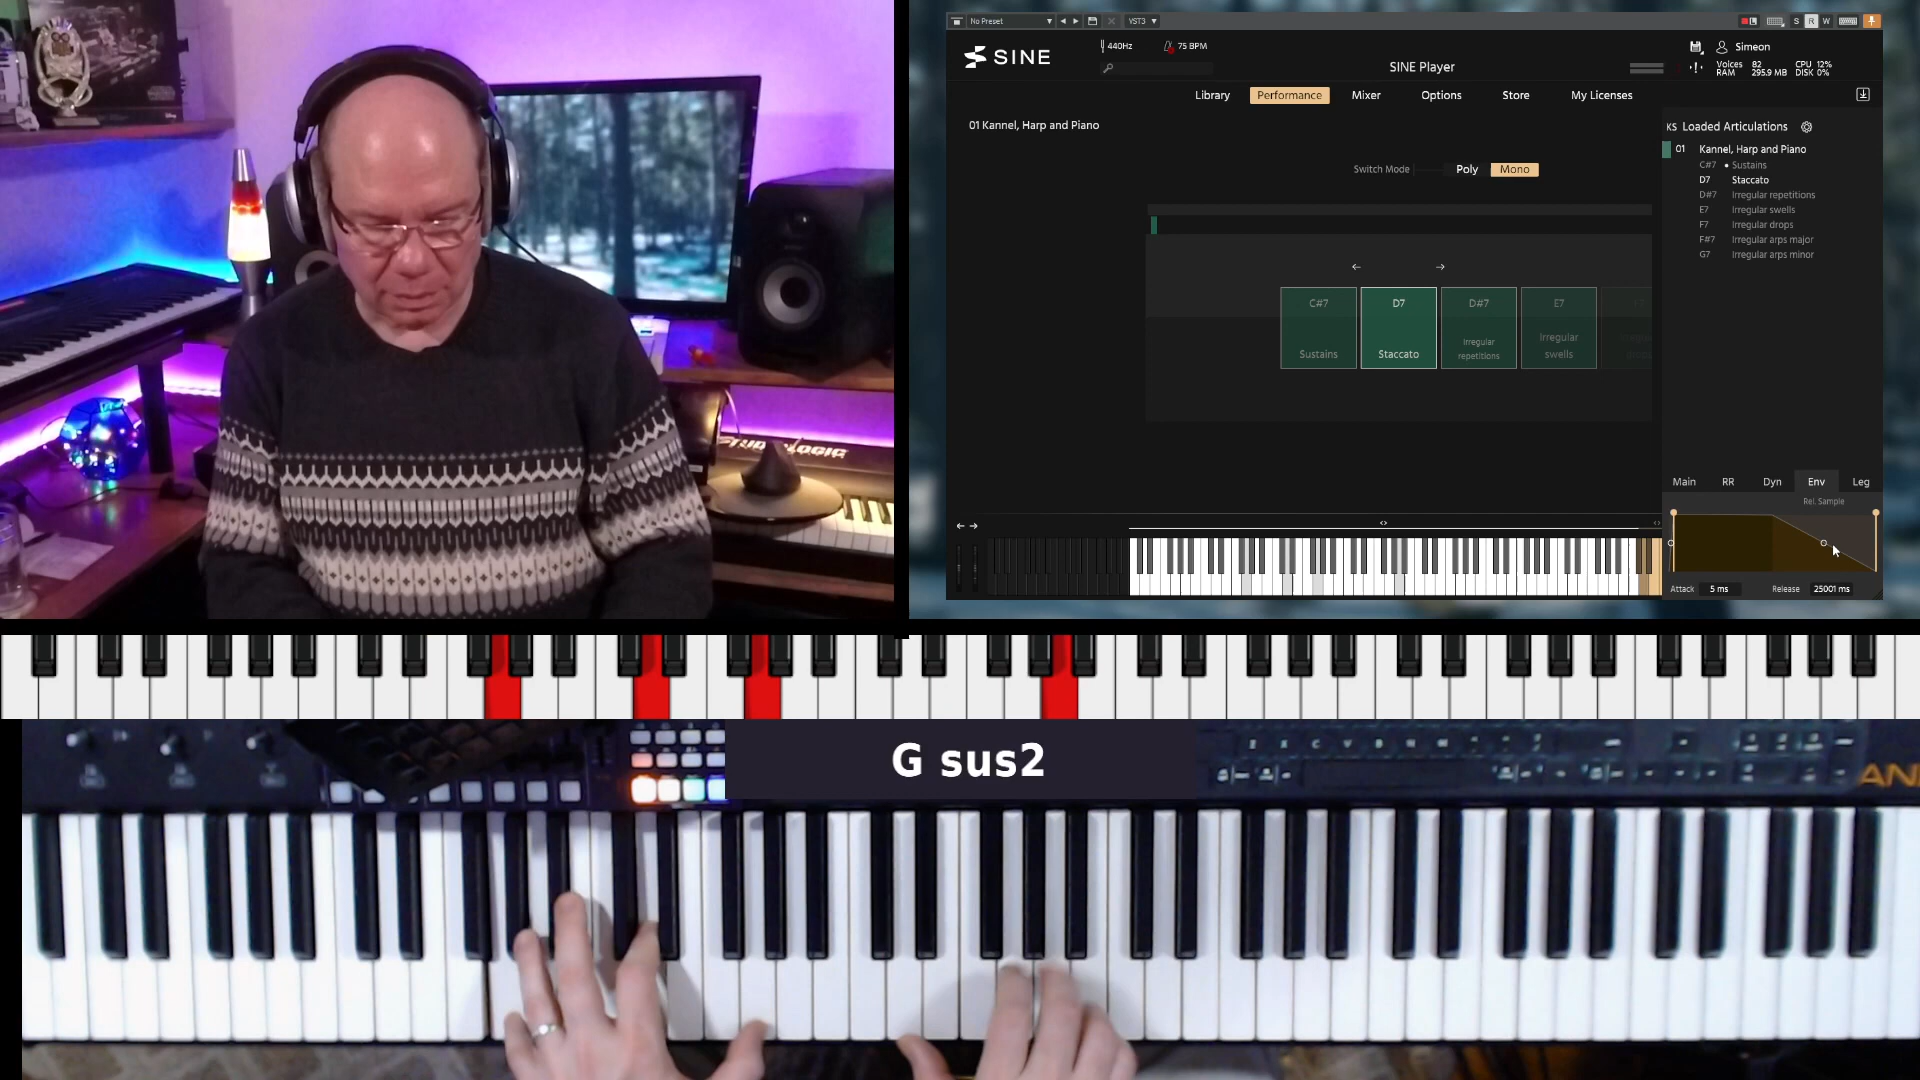 No Preset
YST3
S R W
SINE
440Hz
75 BPM
SINE Player
Simeon
Voices 82 CPU 12%
RAM 295.9 MB DISK 0%
Library Performance Mixer Options Store My Licenses
01 Kannel, Harp and Piano
Switch Mode Poly Mono
C#7 D7 D#7 E7
Sustains Staccato Irregular repetitions Irregular swells
KS Loaded Articulations
01 Kannel, Harp and Piano
C#7 Sustains
D7 Staccato
D#7 Irregular repetitions
E7 Irregular swells
F7 Irregular drops
F#7 Irregular arps major
G7 Irregular arps minor
Main RR Dyn Env Leg
Rel. Sample
Attack 5 ms Release 25001 ms
STUDIOLOGIC
G sus2
Z X C V B N M
AN